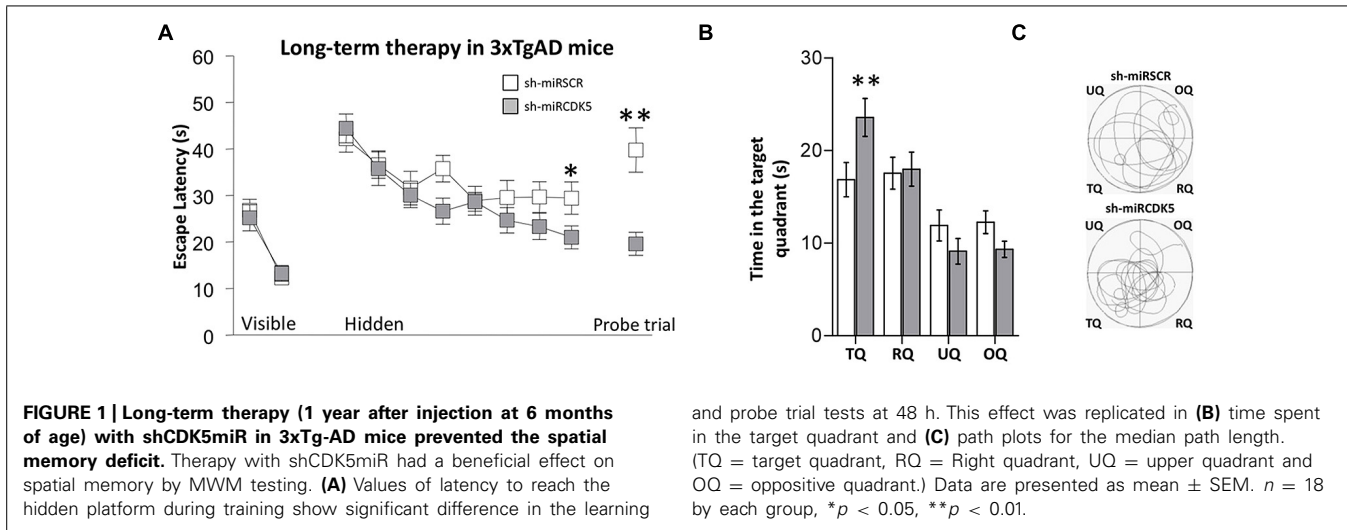 A
Long-term therapy in 3xTgAD mice
sh-miRSCR
sh-miRCDK5
Escape Latency (s)
60
50
40
30
20
10
0
**
*
Visible
Hidden
Probe trial
B
Time in the target
quadrant (s)
30
20
10
0
**
TQ
RQ
UQ
OQ
C
sh-miRSCR
UQ
OQ
TQ
RQ
sh-miRCDK5
UQ
OQ
TQ
RQ
FIGURE 1 | Long-term therapy (1 year after injection at 6 months
of age) with shCDK5miR in 3xTg-AD mice prevented the spatial
memory deficit. Therapy with shCDK5miR had a beneficial effect on
spatial memory by MWM testing. (A) Values of latency to reach the
hidden platform during training show significant difference in the learning
and probe trial tests at 48 h. This effect was replicated in (B) time spent
in the target quadrant and (C) path plots for the median path length.
(TQ = target quadrant, RQ = Right quadrant, UQ = upper quadrant and
OQ = oppositive quadrant.) Data are presented as mean ± SEM. n = 18
by each group, *p < 0.05, **p < 0.01.